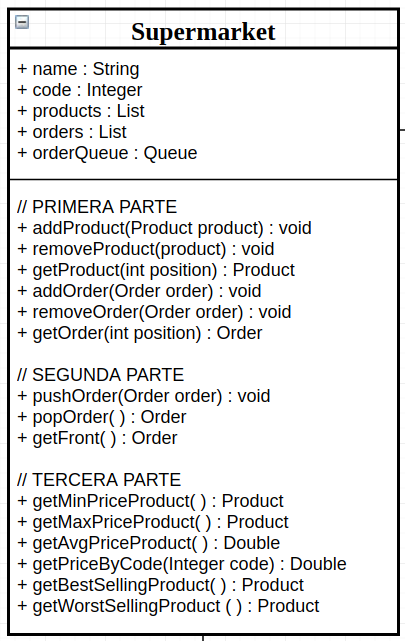 Supermarket
+ name : String
+ code : Integer
+ products : List
+ orders : List
+ orderQueue : Queue
// PRIMERA PARTE
+ addProduct(Product product) : void
+ removeProduct(product) : void
+ getProduct(int position) : Product
+ addOrder(Order order) : void
+ removeOrder(Order order) : void
+ getOrder(int position) : Order
// SEGUNDA PARTE
+ pushOrder(Order order) : void
+ popOrder( ) : Order
+ getFront( ) : Order
// TERCERA PARTE
+ getMinPriceProduct( ) : Product
+ getMaxPriceProduct( ) : Product
+ getAvgPriceProduct( ) : Double
+ getPriceByCode(Integer code) : Double
+ getBestSellingProduct( ) : Product
+ getWorstSellingProduct ( ) : Product